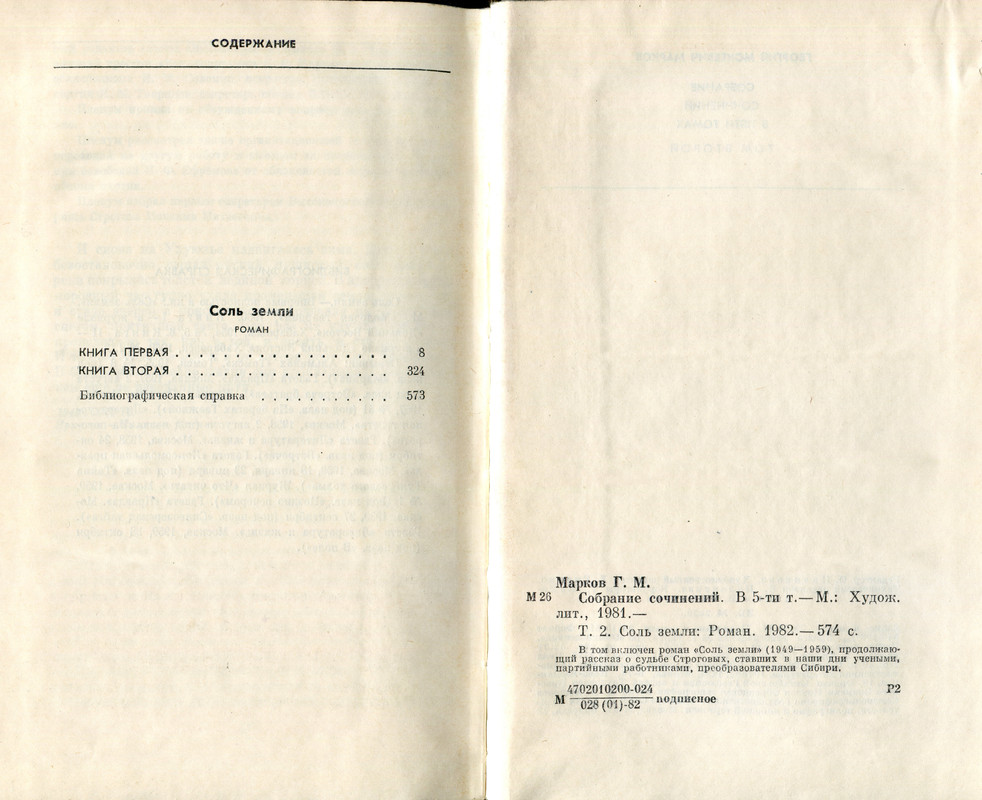 СОДЕРЖАНИЕ
Соль земли
РОМАН
КНИГА ПЕРВАЯ . . . . . . . . . . . . . . . . . . 8
КНИГА ВТОРАЯ . . . . . . . . . . . . . . . . . . 324
Библиографическая справка . . . . . . . . . . . 573
Марков Г. М.
М 26 Собрание сочинений. В 5-ти т.— М.: Худож.
лит., 1981.—
Т. 2. Соль земли: Роман. 1982.— 574 с.
В том включен роман «Соль земли» (1949—1959), продолжаю-
щий рассказ о судьбе Строговых, ставших в наши дни учеными,
партийными работниками, преобразователями Сибири.
4702010200-024 Р2
М подписное
028 (01)-82